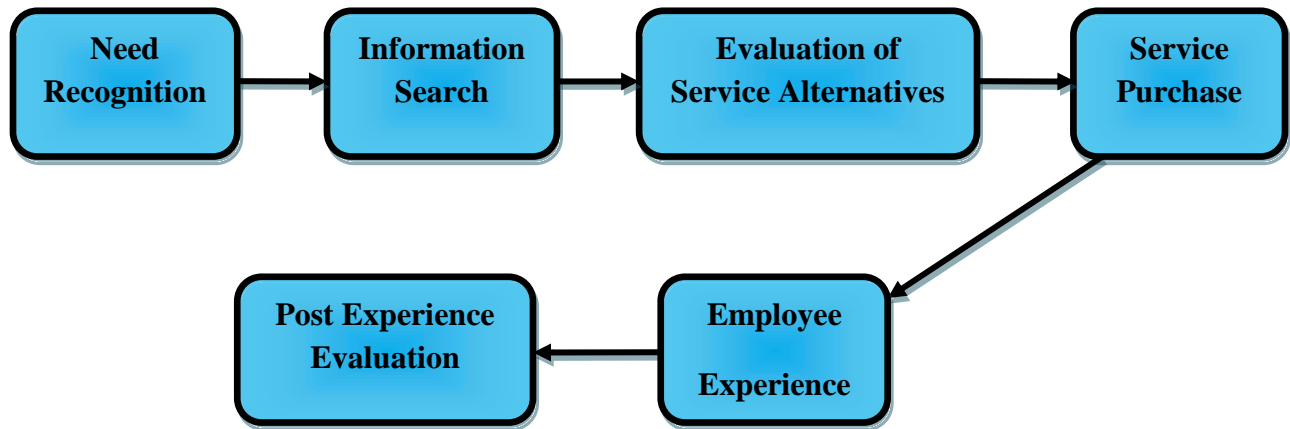 Need
Recognition
Information
Search
Evaluation of
Service Alternatives
Service
Purchase
Employee
Experience
Post Experience
Evaluation